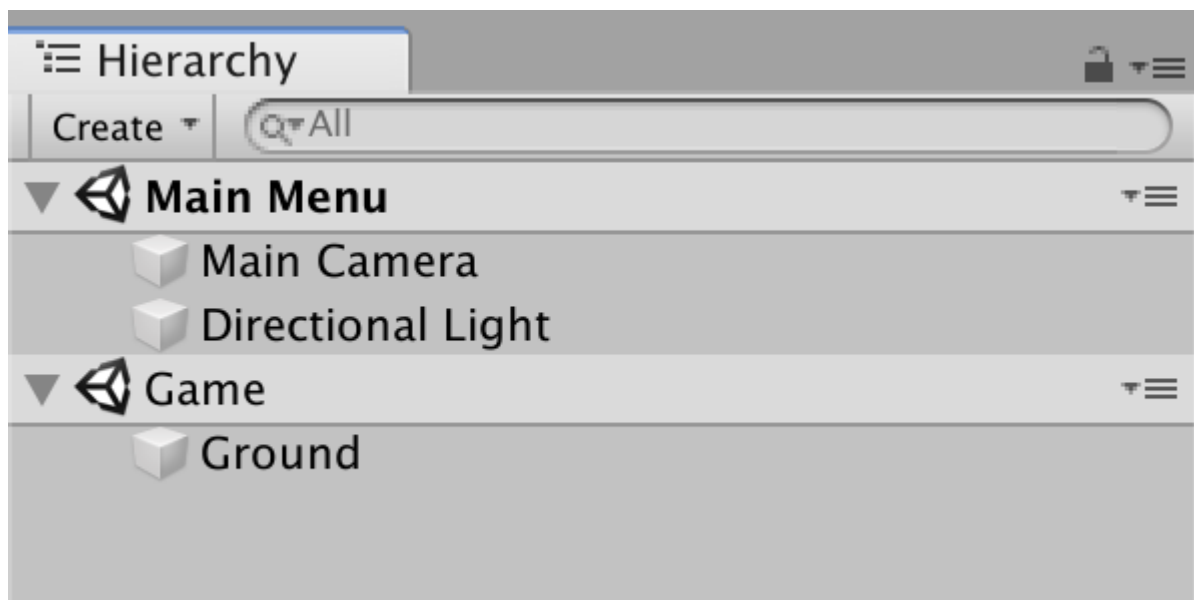 Hierarchy
Create All
Main Menu
Main Camera
Directional Light
Game
Ground